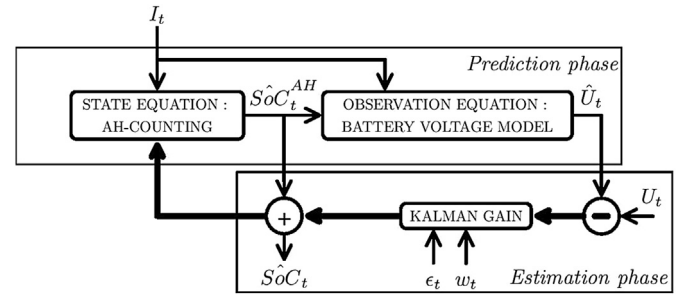 I_t
Prediction phase
STATE EQUATION :
AH-COUNTING
SôC_t^{AH}
OBSERVATION EQUATION :
BATTERY VOLTAGE MODEL
Û_t
+
KALMAN GAIN
-
U_t
SôC_t
ϵ_t
w_t
Estimation phase